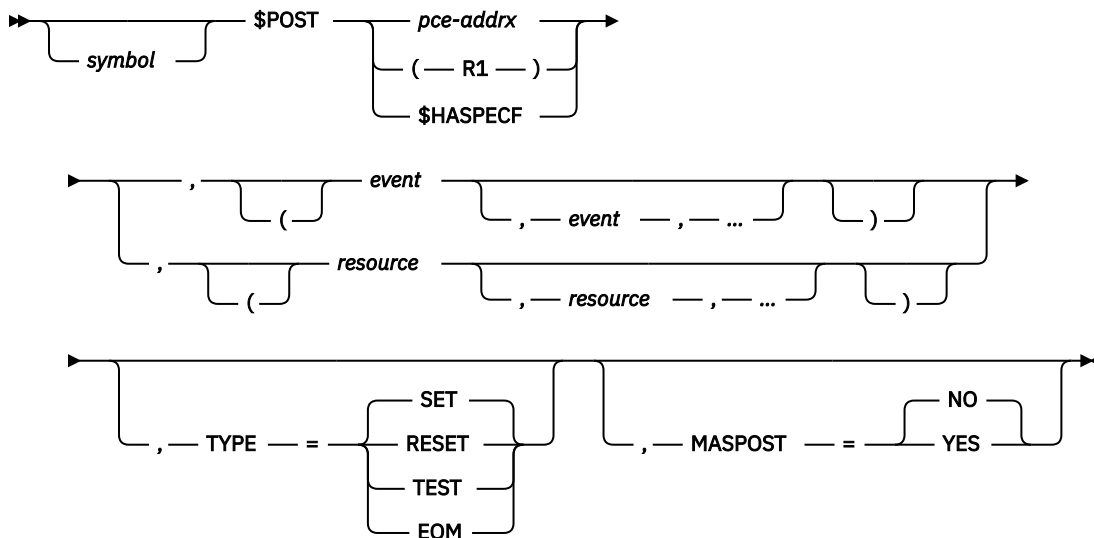 $POST pce-addrx
symbol
( R1 )
$HASPECF
, event
( , event , ... )
, resource
( , resource , ... )
SET NO
, TYPE = RESET , MASPOST = YES
TEST
EOM